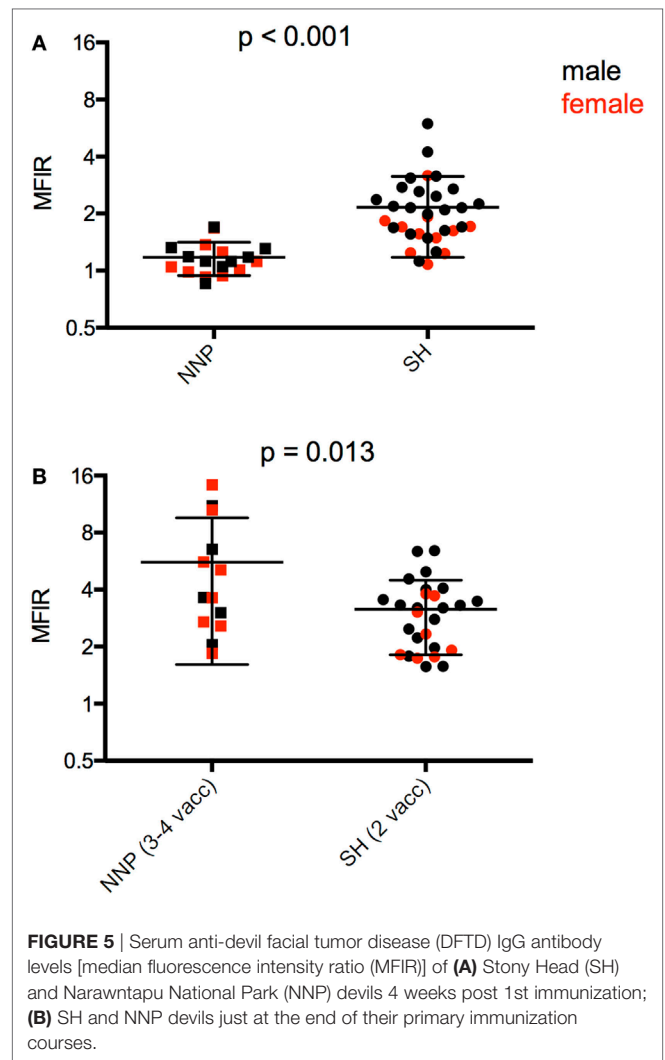 A
p < 0.001
male
female
MFIR
16
8
4
2
1
0.5
NNP
SH
B
p = 0.013
MFIR
16
8
4
2
1
0.5
NNP (3-4 vacc)
SH (2 vacc)
FIGURE 5 | Serum anti-devil facial tumor disease (DFTD) IgG antibody
levels [median fluorescence intensity ratio (MFIR)] of (A) Stony Head (SH)
and Narawntapu National Park (NNP) devils 4 weeks post 1st immunization;
(B) SH and NNP devils just at the end of their primary immunization
courses.